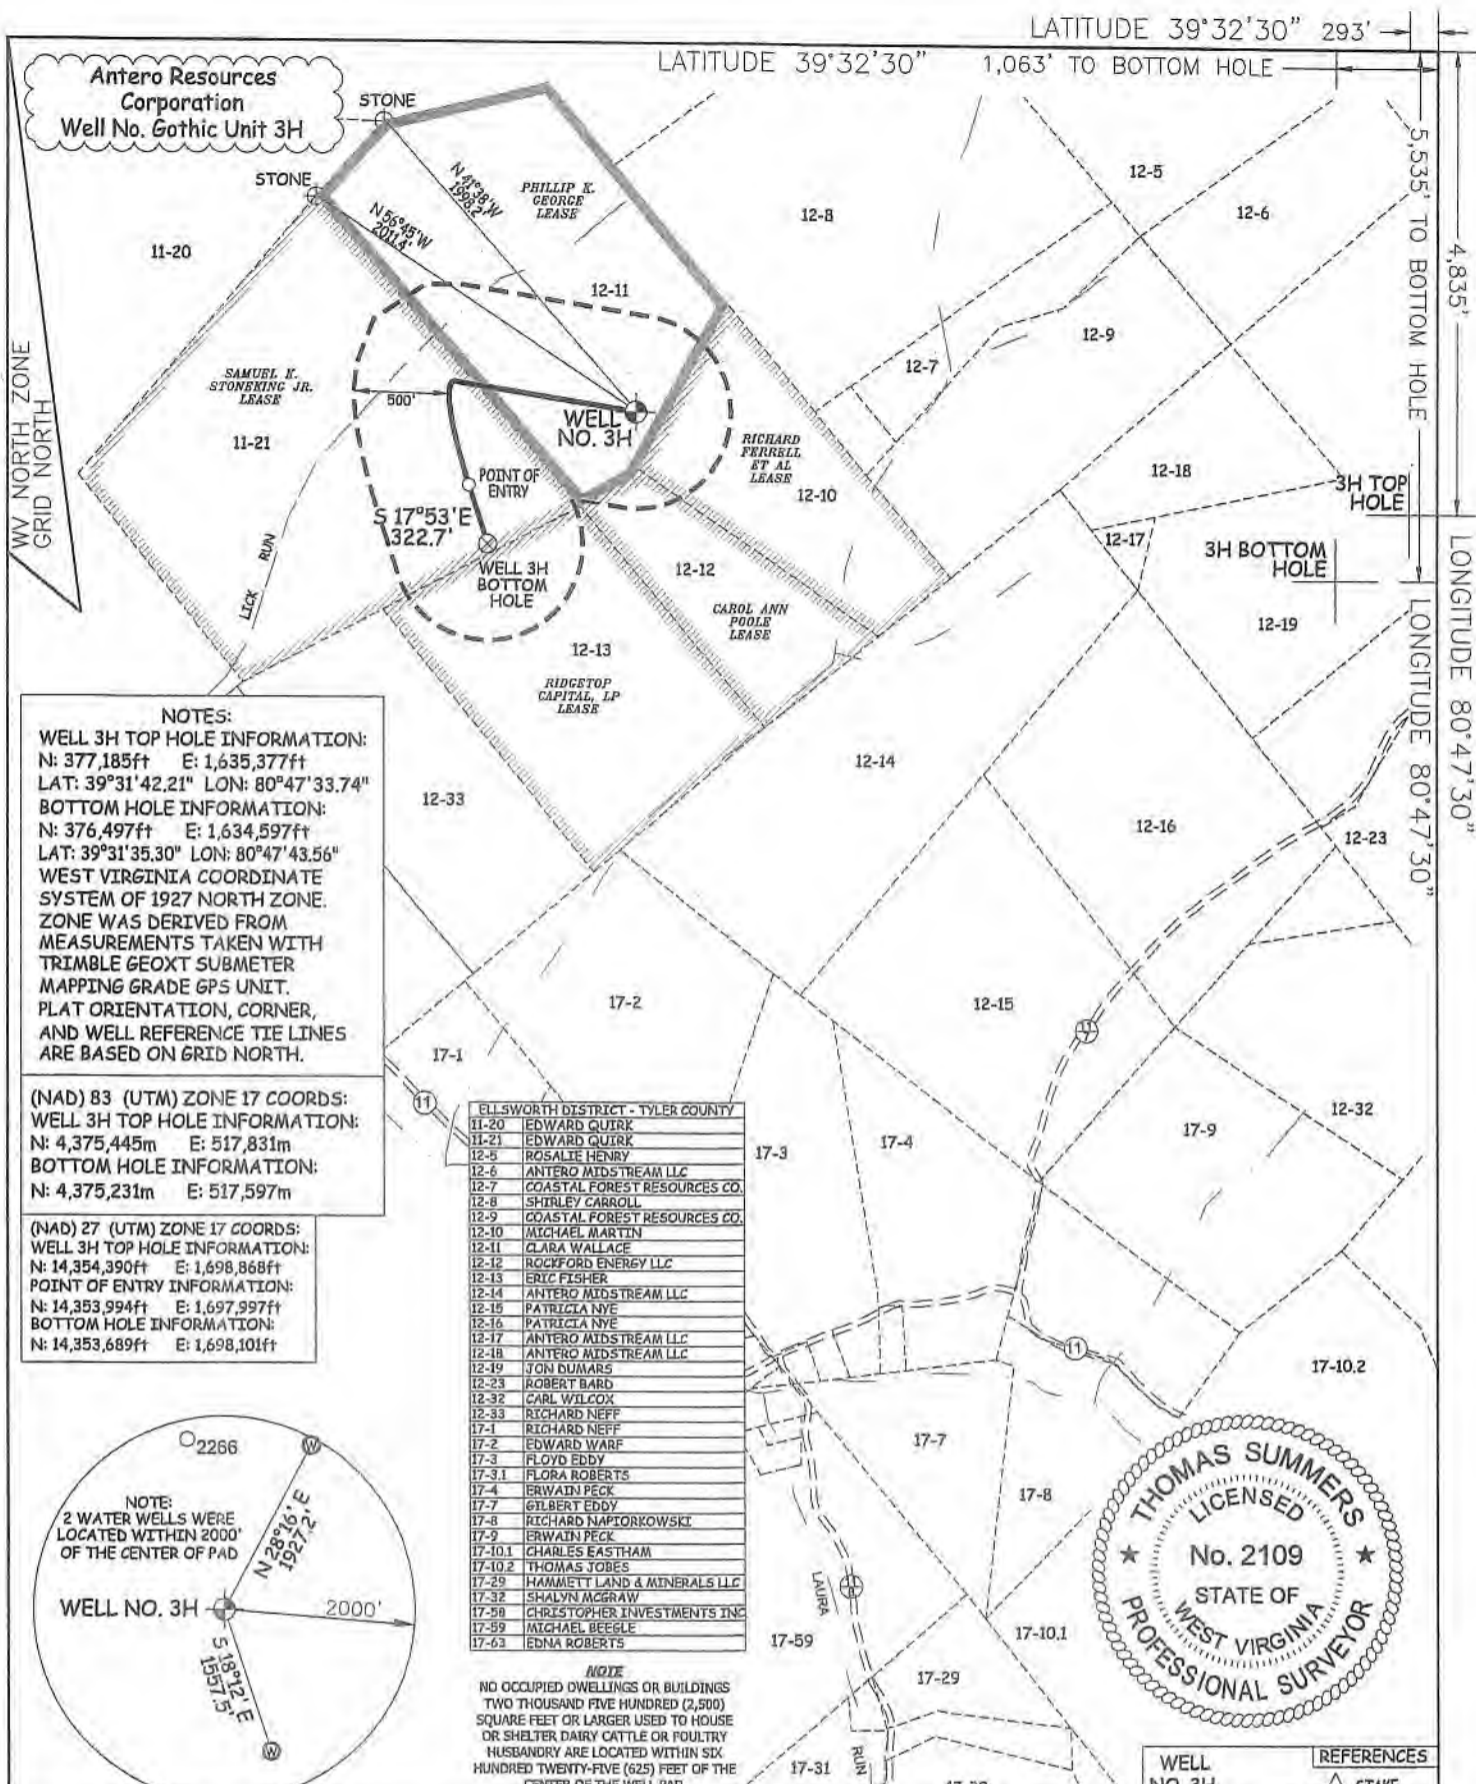 LATITUDE 39°32'30" 293'
LATITUDE 39°32'30" 1,063' TO BOTTOM HOLE
Antero Resources
Corporation
Well No. Gothic Unit 3H
STONE
STONE
N 41°38'W
1998.2'
N 56°45'W
2011.4'
PHILLIP K.
GEORGE
LEASE
12-5
12-6
12-8
11-20
12-11
5,535' TO BOTTOM HOLE
4,835'
12-9
12-7
WV NORTH ZONE
GRID NORTH
SAMUEL K.
STONEKING JR.
LEASE
500'
11-21
WELL
NO. 3H
RICHARD
FERRELL
ET AL
LEASE
12-10
POINT OF
ENTRY
S 17°53'E
322.7'
12-18
3H TOP
HOLE
12-17
3H BOTTOM
HOLE
LICK RUN
WELL 3H
BOTTOM
HOLE
12-12
CAROL ANN
POOLE
LEASE
12-19
12-13
RIDGETOP
CAPITAL, LP
LEASE
LONGITUDE 80°47'30"
LONGITUDE 80°47'30"
NOTES:
WELL 3H TOP HOLE INFORMATION:
N: 377,185ft E: 1,635,377ft
LAT: 39°31'42.21" LON: 80°47'33.74"
BOTTOM HOLE INFORMATION:
N: 376,497ft E: 1,634,597ft
LAT: 39°31'35.30" LON: 80°47'43.56"
WEST VIRGINIA COORDINATE
SYSTEM OF 1927 NORTH ZONE.
ZONE WAS DERIVED FROM
MEASUREMENTS TAKEN WITH
TRIMBLE GEOXT SUBMETER
MAPPING GRADE GPS UNIT.
PLAT ORIENTATION, CORNER,
AND WELL REFERENCE TIE LINES
ARE BASED ON GRID NORTH.
12-33
12-14
12-16
12-23
17-2
12-15
11
17-1
11
(NAD) 83 (UTM) ZONE 17 COORDS:
WELL 3H TOP HOLE INFORMATION:
N: 4,375,445m E: 517,831m
BOTTOM HOLE INFORMATION:
N: 4,375,231m E: 517,597m
(NAD) 27 (UTM) ZONE 17 COORDS:
WELL 3H TOP HOLE INFORMATION:
N: 14,354,390ft E: 1,698,868ft
POINT OF ENTRY INFORMATION:
N: 14,353,994ft E: 1,697,997ft
BOTTOM HOLE INFORMATION:
N: 14,353,689ft E: 1,698,101ft
ELLSWORTH DISTRICT - TYLER COUNTY
11-20 EDWARD QUIRK
11-21 EDWARD QUIRK
12-5 ROSALIE HENRY
12-6 ANTERO MIDSTREAM LLC
12-7 COASTAL FOREST RESOURCES CO.
12-8 SHIRLEY CARROLL
12-9 COASTAL FOREST RESOURCES CO.
12-10 MICHAEL MARTIN
12-11 CLARA WALLACE
12-12 ROCKFORD ENERGY LLC
12-13 ERIC FISHER
12-14 ANTERO MIDSTREAM LLC
12-15 PATRICIA NYE
12-16 PATRICIA NYE
12-17 ANTERO MIDSTREAM LLC
12-18 ANTERO MIDSTREAM LLC
12-19 JON DUMARS
12-23 ROBERT BARD
12-32 CARL WILCOX
12-33 RICHARD NEFF
17-1 RICHARD NEFF
17-2 EDWARD WARF
17-3 FLOYD EDDY
17-3.1 FLORA ROBERTS
17-4 ERWAIN PECK
17-7 GILBERT EDDY
17-8 RICHARD NAPIORKOWSKI
17-9 ERWAIN PECK
17-10.1 CHARLES EASTHAM
17-10.2 THOMAS JOBES
17-29 HAMMETT LAND & MINERALS LLC
17-32 SHALYN MCGRAW
17-58 CHRISTOPHER INVESTMENTS INC
17-59 MICHAEL BEEGLE
17-63 EDNA ROBERTS
17-3
17-4
17-9
12-32
11
17-10.2
17-7
17-8
LAURA
RUN
17-59
17-10.1
17-29
17-31
2266
W
NOTE:
2 WATER WELLS WERE
LOCATED WITHIN 2000'
OF THE CENTER OF PAD
N 28°16' E
1927.2'
WELL NO. 3H
2000'
S 18°12' E
1557.5'
W
NOTE
NO OCCUPIED DWELLINGS OR BUILDINGS
TWO THOUSAND FIVE HUNDRED (2,500)
SQUARE FEET OR LARGER USED TO HOUSE
OR SHELTER DAIRY CATTLE OR POULTRY
HUSBANDRY ARE LOCATED WITHIN SIX
HUNDRED TWENTY-FIVE (625) FEET OF THE
CENTER OF THE WELL PAD
THOMAS SUMMERS
LICENSED
No. 2109
STATE OF
WEST VIRGINIA
PROFESSIONAL SURVEYOR
WELL
NO. 3H
REFERENCES
STAKE